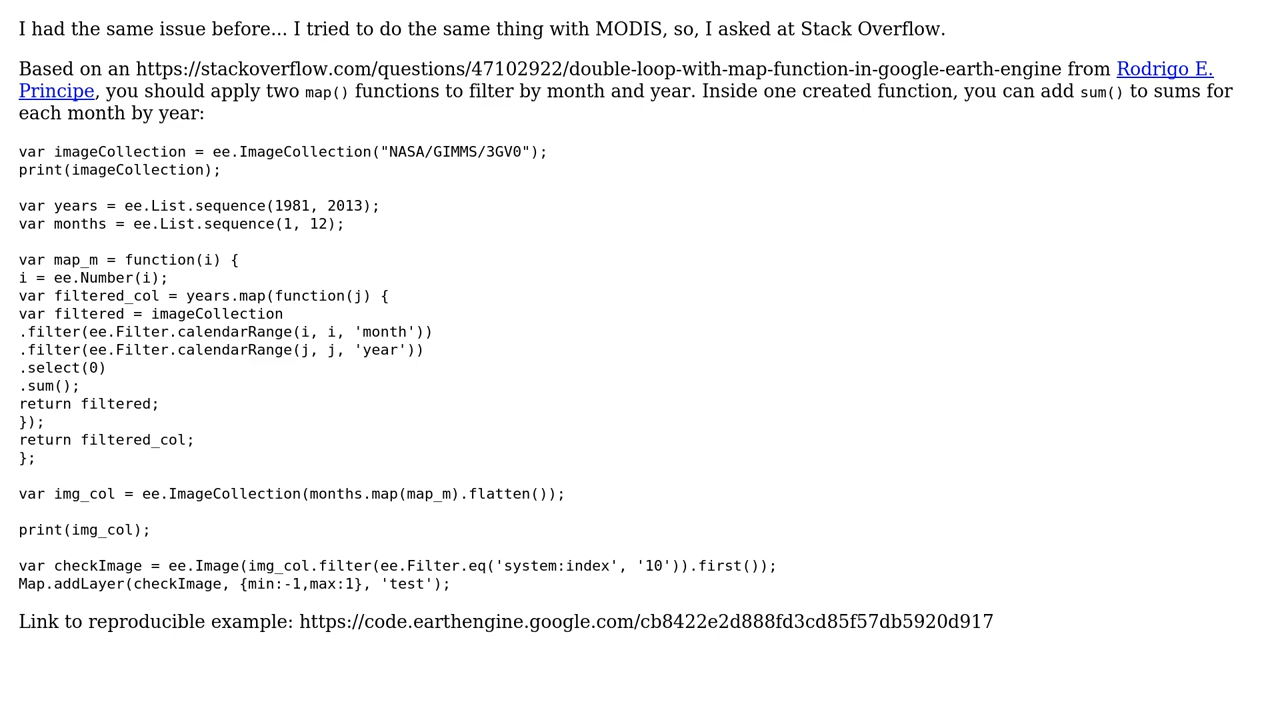 I had the same issue before... I tried to do the same thing with MODIS, so, I asked at Stack Overflow.
Based on an https://stackoverflow.com/questions/47102922/double-loop-with-map-function-in-google-earth-engine from Rodrigo E.
Principe, you should apply two map() functions to filter by month and year. Inside one created function, you can add sum() to sums for
each month by year:
var imageCollection = ee.ImageCollection("NASA/GIMMS/3GV0");
print(imageCollection);
var years = ee.List.sequence(1981, 2013);
var months = ee.List.sequence(1, 12);
var map_m = function(i) {
i = ee.Number(i);
var filtered_col = years.map(function(j) {
var filtered = imageCollection
.filter(ee.Filter.calendarRange(i, i, 'month'))
.filter(ee.Filter.calendarRange(j, j, 'year'))
.select(0)
.sum();
return filtered;
});
return filtered_col;
};
var img_col = ee.ImageCollection(months.map(map_m).flatten());
print(img_col);
var checkImage = ee.Image(img_col.filter(ee.Filter.eq('system:index', '10')).first());
Map.addLayer(checkImage, {min:-1,max:1}, 'test');
Link to reproducible example: https://code.earthengine.google.com/cb8422e2d888fd3cd85f57db5920d917